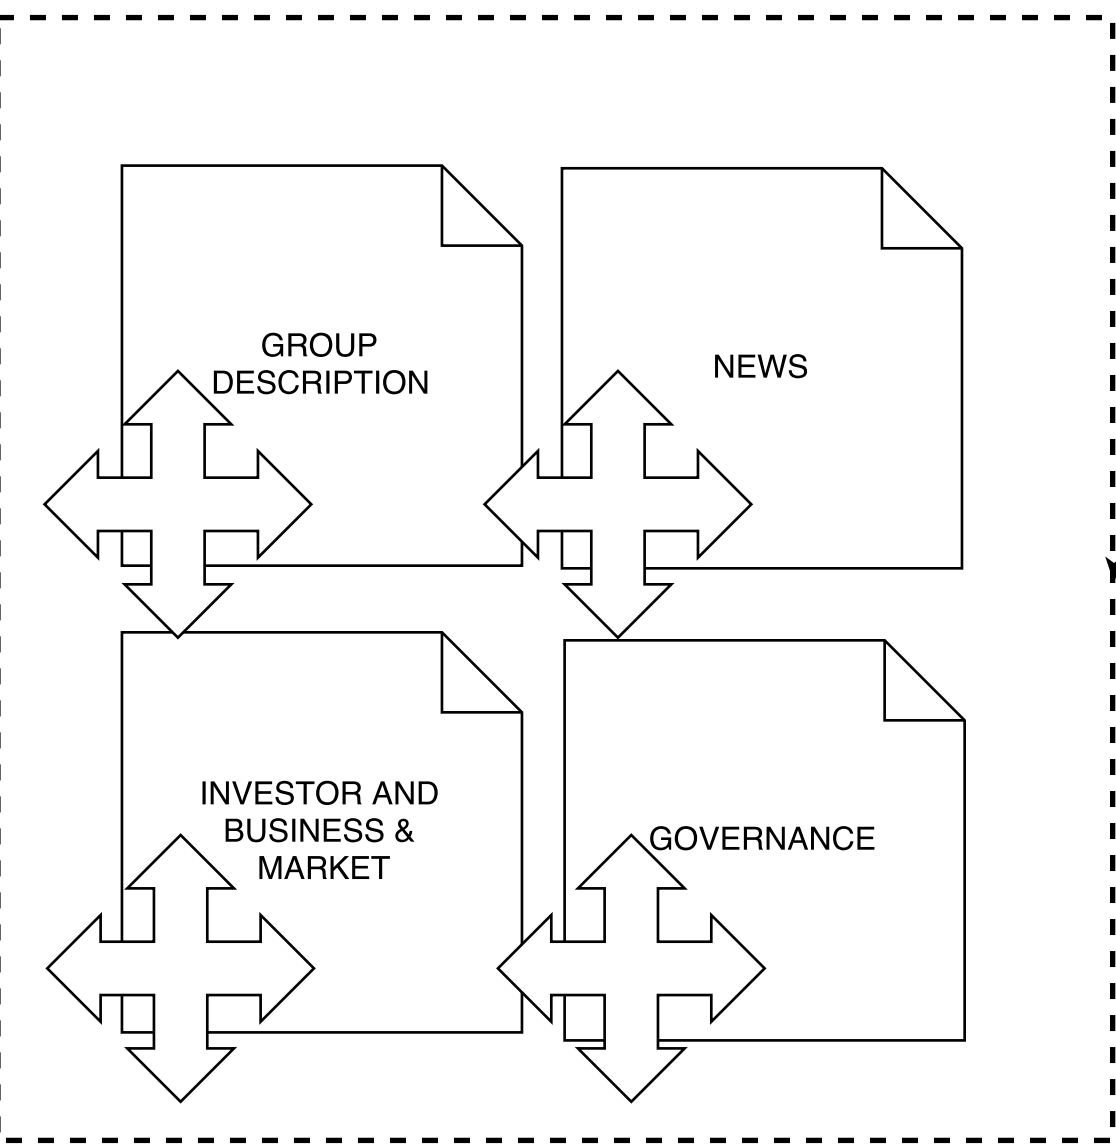 GROUP
DESCRIPTION
NEWS
INVESTOR AND
BUSINESS &
MARKET
GOVERNANCE